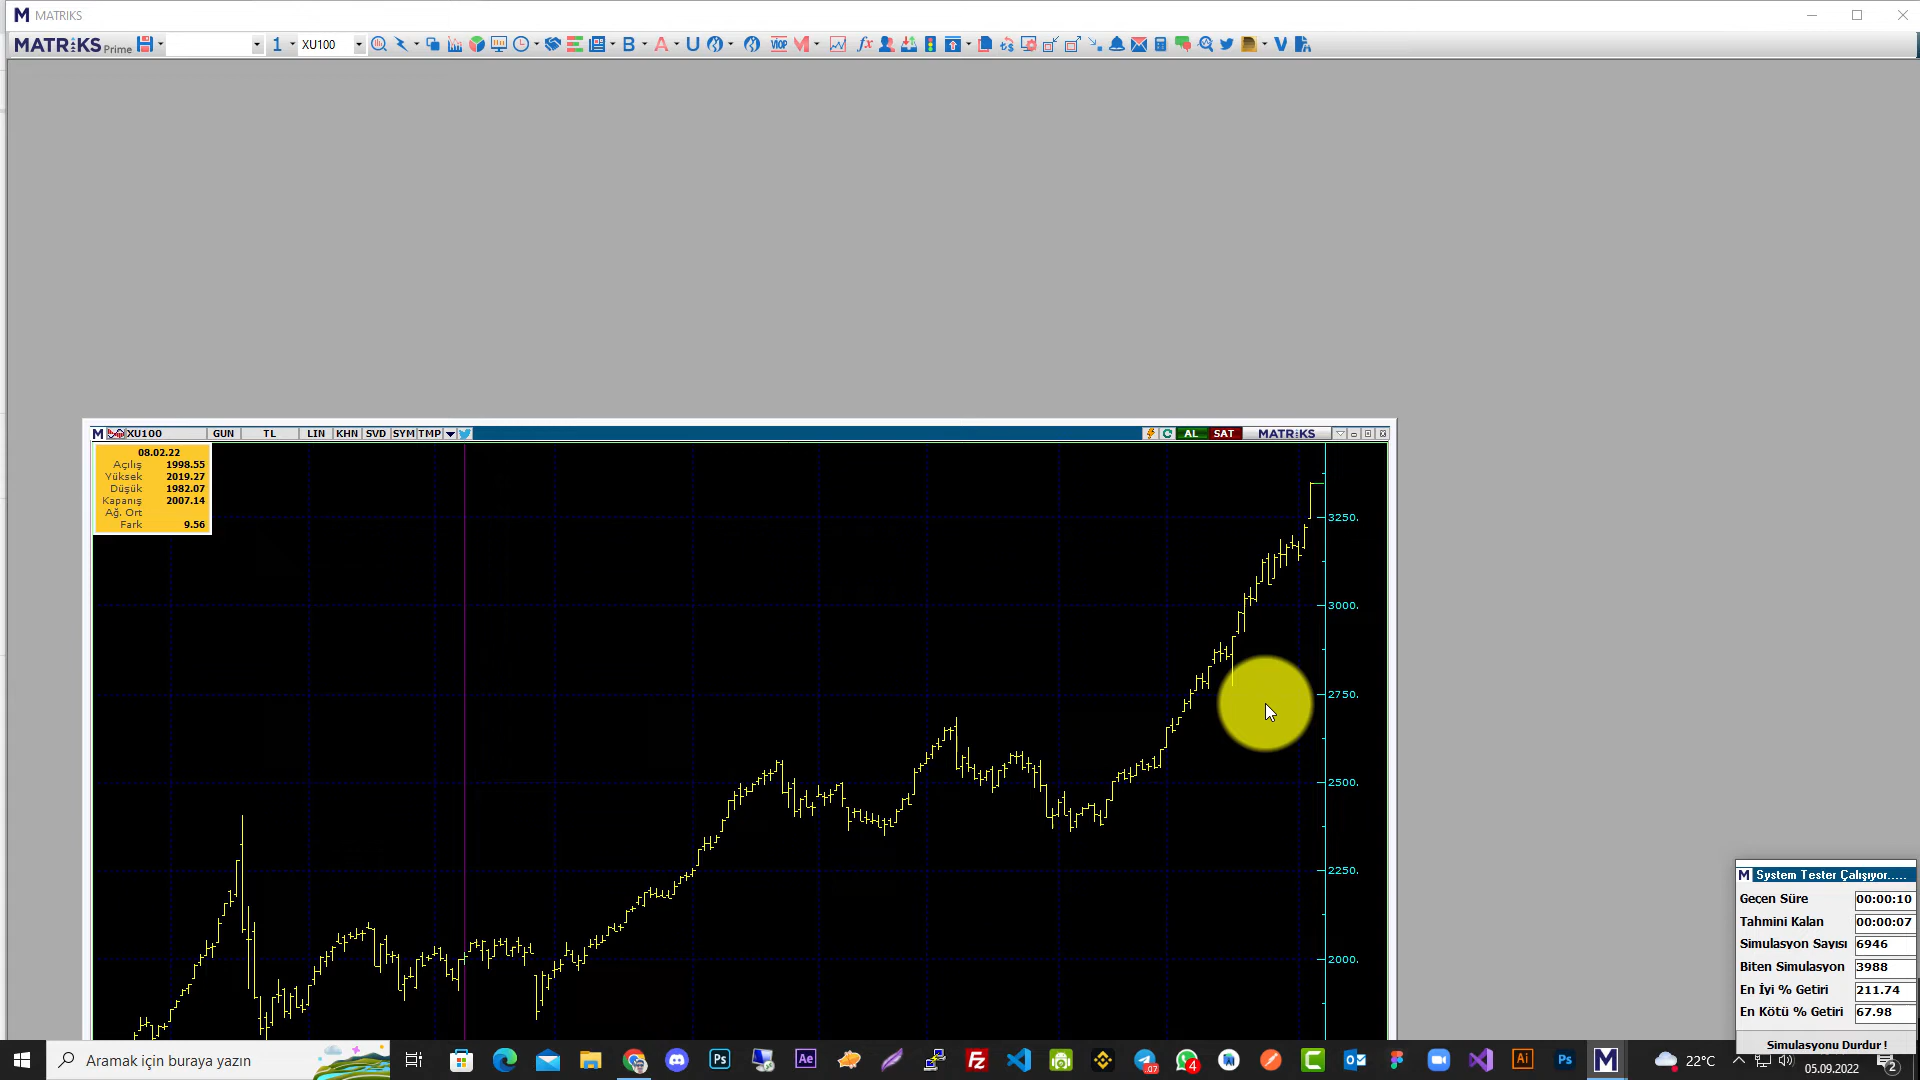 MATRIKS
MATRIKS Prime 1 XU100 B A U VIOP M fx V
XU100 GUN TL LIN KHN SVD SYM TMP AL SAT MATRIKS
08.02.22
Açılış 1998.55
Yüksek 2019.27
Düşük 1982.07
Kapanış 2007.14
Ağ. Ort
Fark 9.56
3250.
3000.
2750.
2500.
2250.
2000.
System Tester Çalışıyor.....
Geçen Süre 00:00:10
Tahmini Kalan 00:00:07
Simulasyon Sayısı 6946
Biten Simulasyon 3988
En İyi % Getiri 211.74
En Kötü % Getiri 67.98
Simulasyonu Durdur !
Aramak için buraya yazın
22°C
05.09.2022